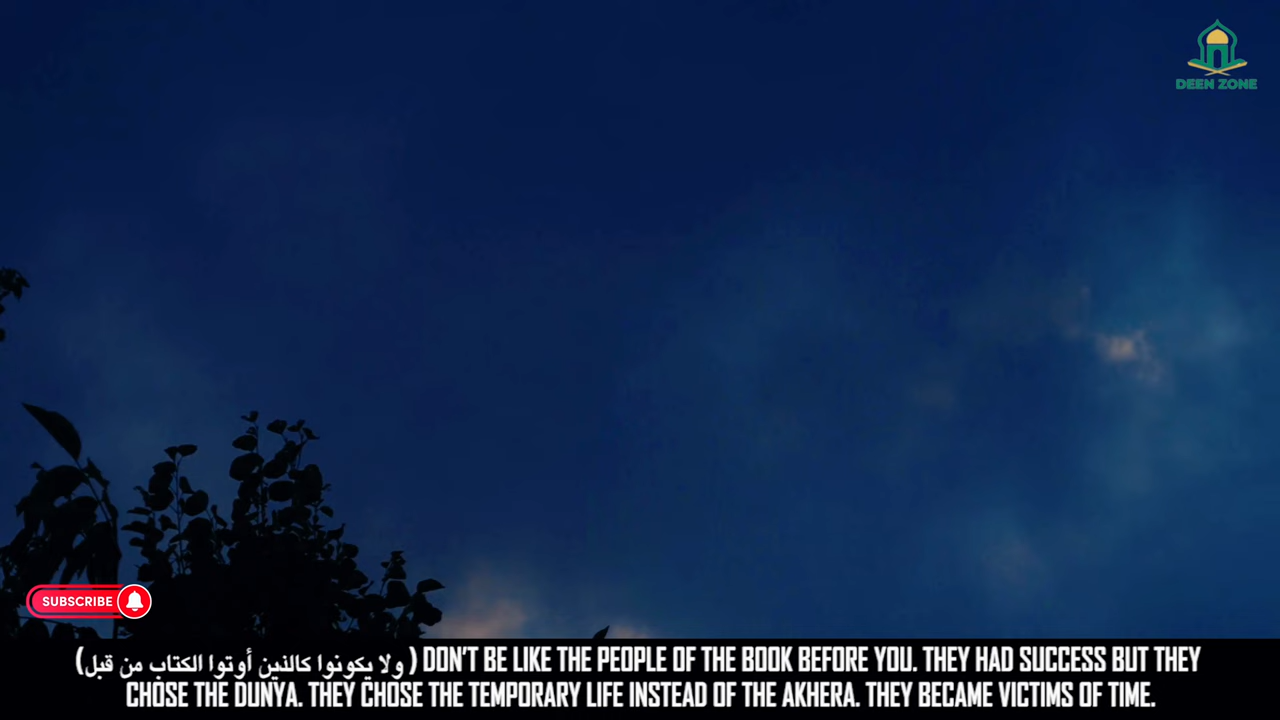 DEEN ZONE
SUBSCRIBE
(ولا يكونوا كالذين أوتوا الكتاب من قبل) DON'T BE LIKE THE PEOPLE OF THE BOOK BEFORE YOU. THEY HAD SUCCESS BUT THEY
CHOSE THE DUNYA. THEY CHOSE THE TEMPORARY LIFE INSTEAD OF THE AKHERA. THEY BECAME VICTIMS OF TIME.